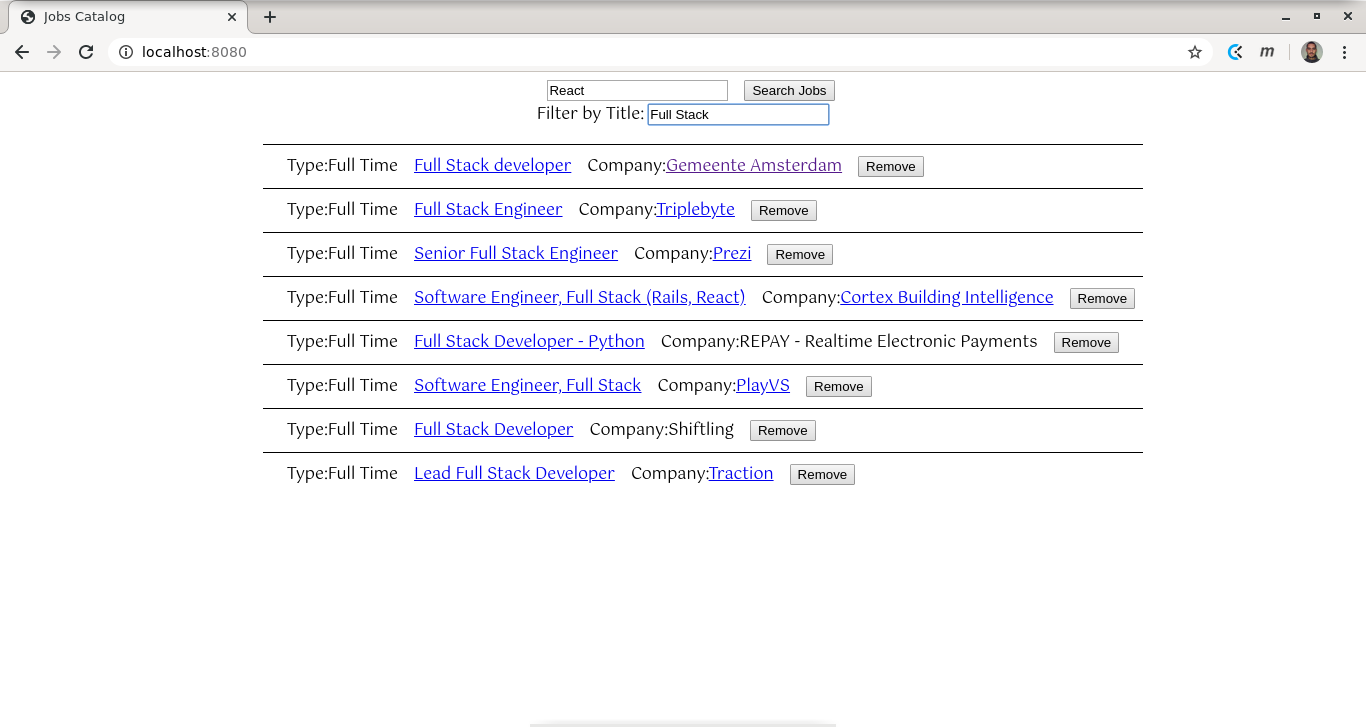 Jobs Catalog
localhost:8080
m
React Search Jobs
Filter by Title: Full Stack
Type:Full Time Full Stack developer Company:Gemeente Amsterdam Remove
Type:Full Time Full Stack Engineer Company:Triplebyte Remove
Type:Full Time Senior Full Stack Engineer Company:Prezi Remove
Type:Full Time Software Engineer, Full Stack (Rails, React) Company:Cortex Building Intelligence Remove
Type:Full Time Full Stack Developer - Python Company:REPAY - Realtime Electronic Payments Remove
Type:Full Time Software Engineer, Full Stack Company:PlayVS Remove
Type:Full Time Full Stack Developer Company:Shiftling Remove
Type:Full Time Lead Full Stack Developer Company:Traction Remove